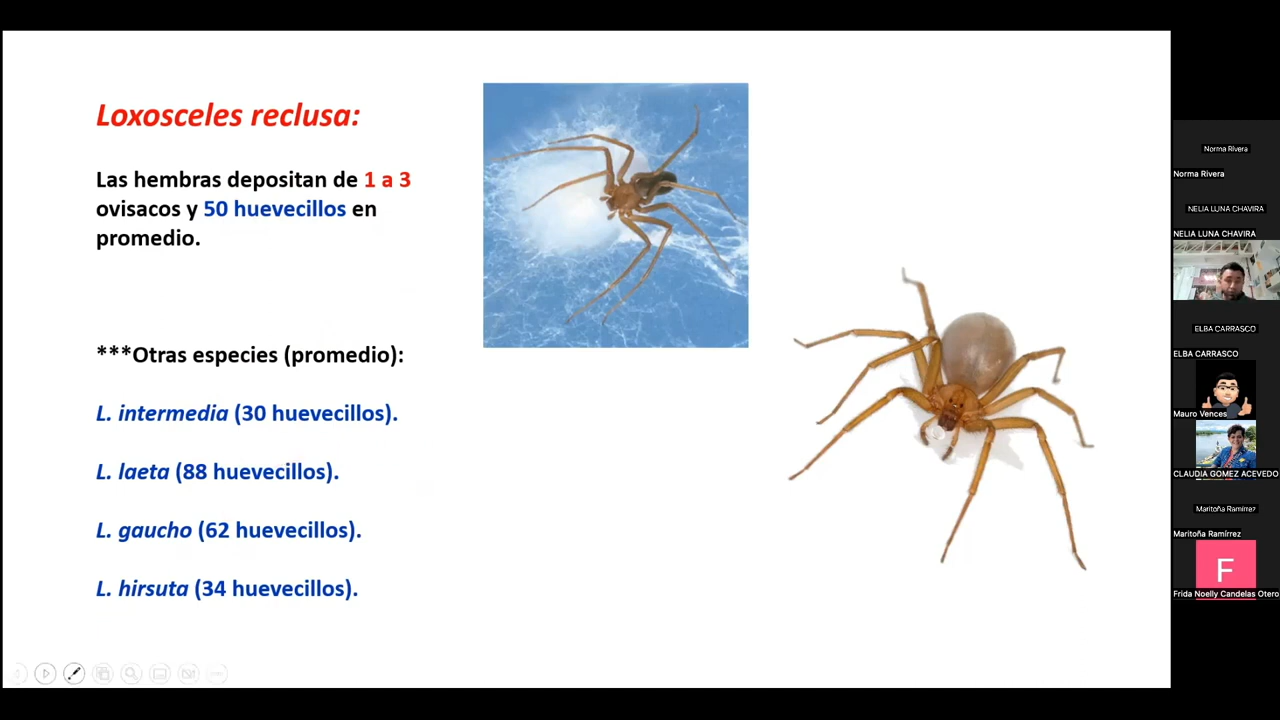 Loxosceles reclusa:
Las hembras depositan de 1 a 3
ovisacos y 50 huevecillos en
promedio.
***Otras especies (promedio):
L. intermedia (30 huevecillos).
L. laeta (88 huevecillos).
L. gaucho (62 huevecillos).
L. hirsuta (34 huevecillos).
Norma Rivera
Norma Rivera
NELIA LUNA CHAVIRA
NELIA LUNA CHAVIRA
ELBA CARRASCO
ELBA CARRASCO
Mauro Vences
CLAUDIA GOMEZ ACEVEDO
Maritoña Ramírrez
Maritoña Ramírrez
F
Frida Noelly Candelas Otero